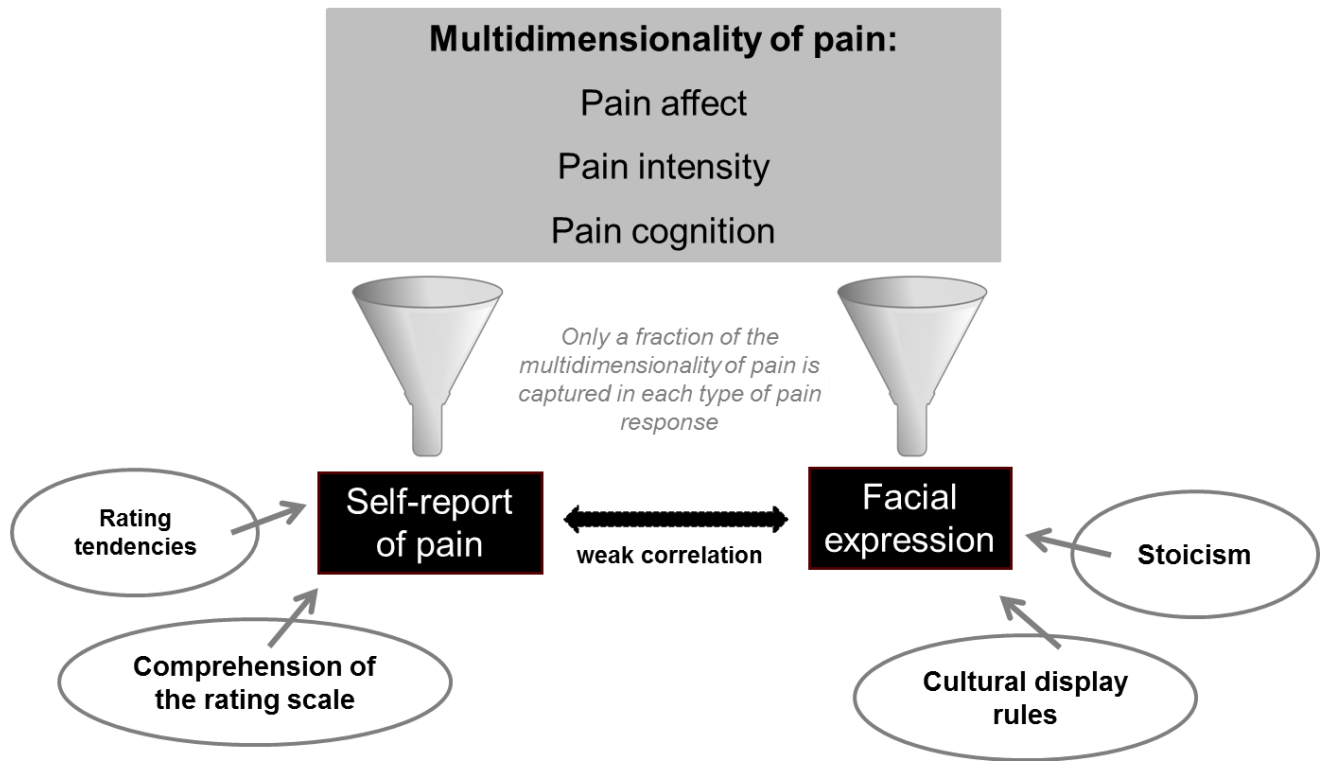 Multidimensionality of pain:
Pain affect
Pain intensity
Pain cognition
Only a fraction of the
multidimensionality of pain is
captured in each type of pain
response
Self-report
of pain
weak correlation
Facial
expression
Rating
tendencies
Stoicism
Comprehension of
the rating scale
Cultural display
rules